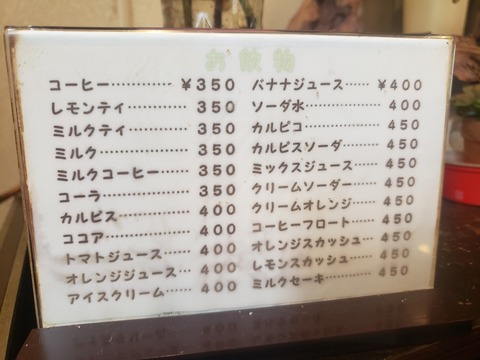 お飲物
コーヒー………… ¥350
レモンティ………… 350
ミルクティ………… 350
ミルク………… 350
ミルクコーヒー…… 350
コーラ………… 350
カルピス………… 400
ココア………… 400
トマトジュース…… 400
オレンジジュース… 400
アイスクリーム…… 400
バナナジュース…… ¥400
ソーダ水………… 400
カルピコ………… 450
カルピスソーダ…… 450
ミックスジュース… 450
クリームソーダー… 450
クリームオレンジ… 450
コーヒーフロート… 450
オレンジスカッシュ… 450
レモンスカッシュ… 450
ミルクセーキ…… 450